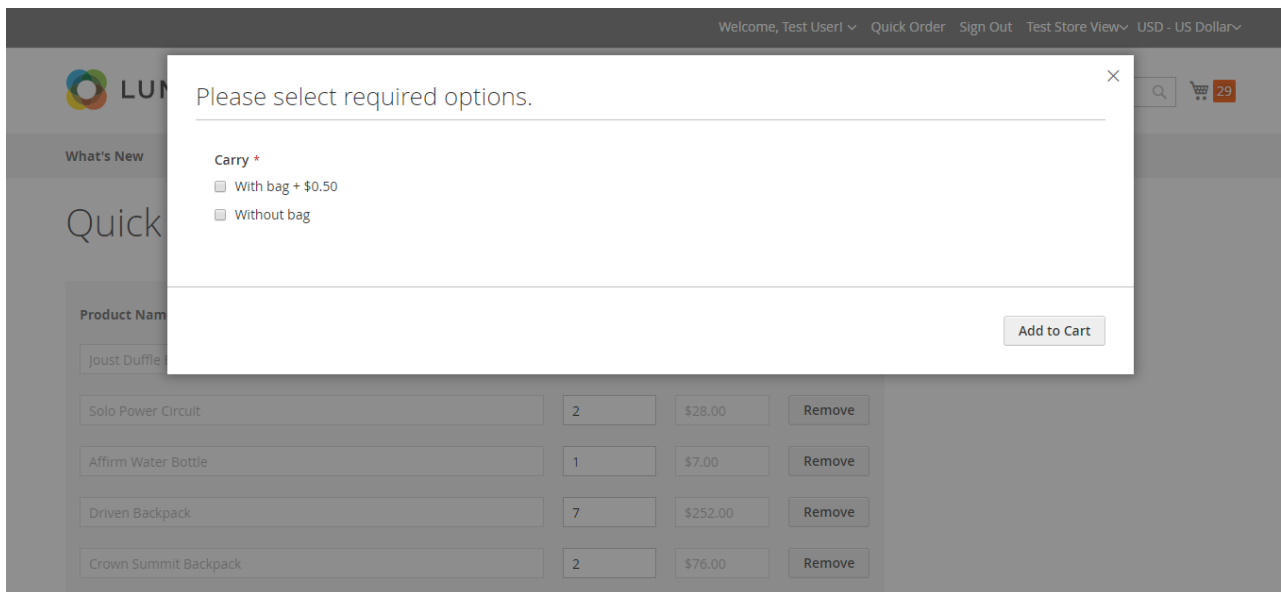 Welcome, Test User! Quick Order Sign Out Test Store View USD - US Dollar
LUM
29
Please select required options.
What's New
Carry *
With bag + $0.50
Without bag
Quick
Add to Cart
Product Nam
Joust Duffle
Solo Power Circuit 2 $28.00 Remove
Affirm Water Bottle 1 $7.00 Remove
Driven Backpack 7 $252.00 Remove
Crown Summit Backpack 2 $76.00 Remove